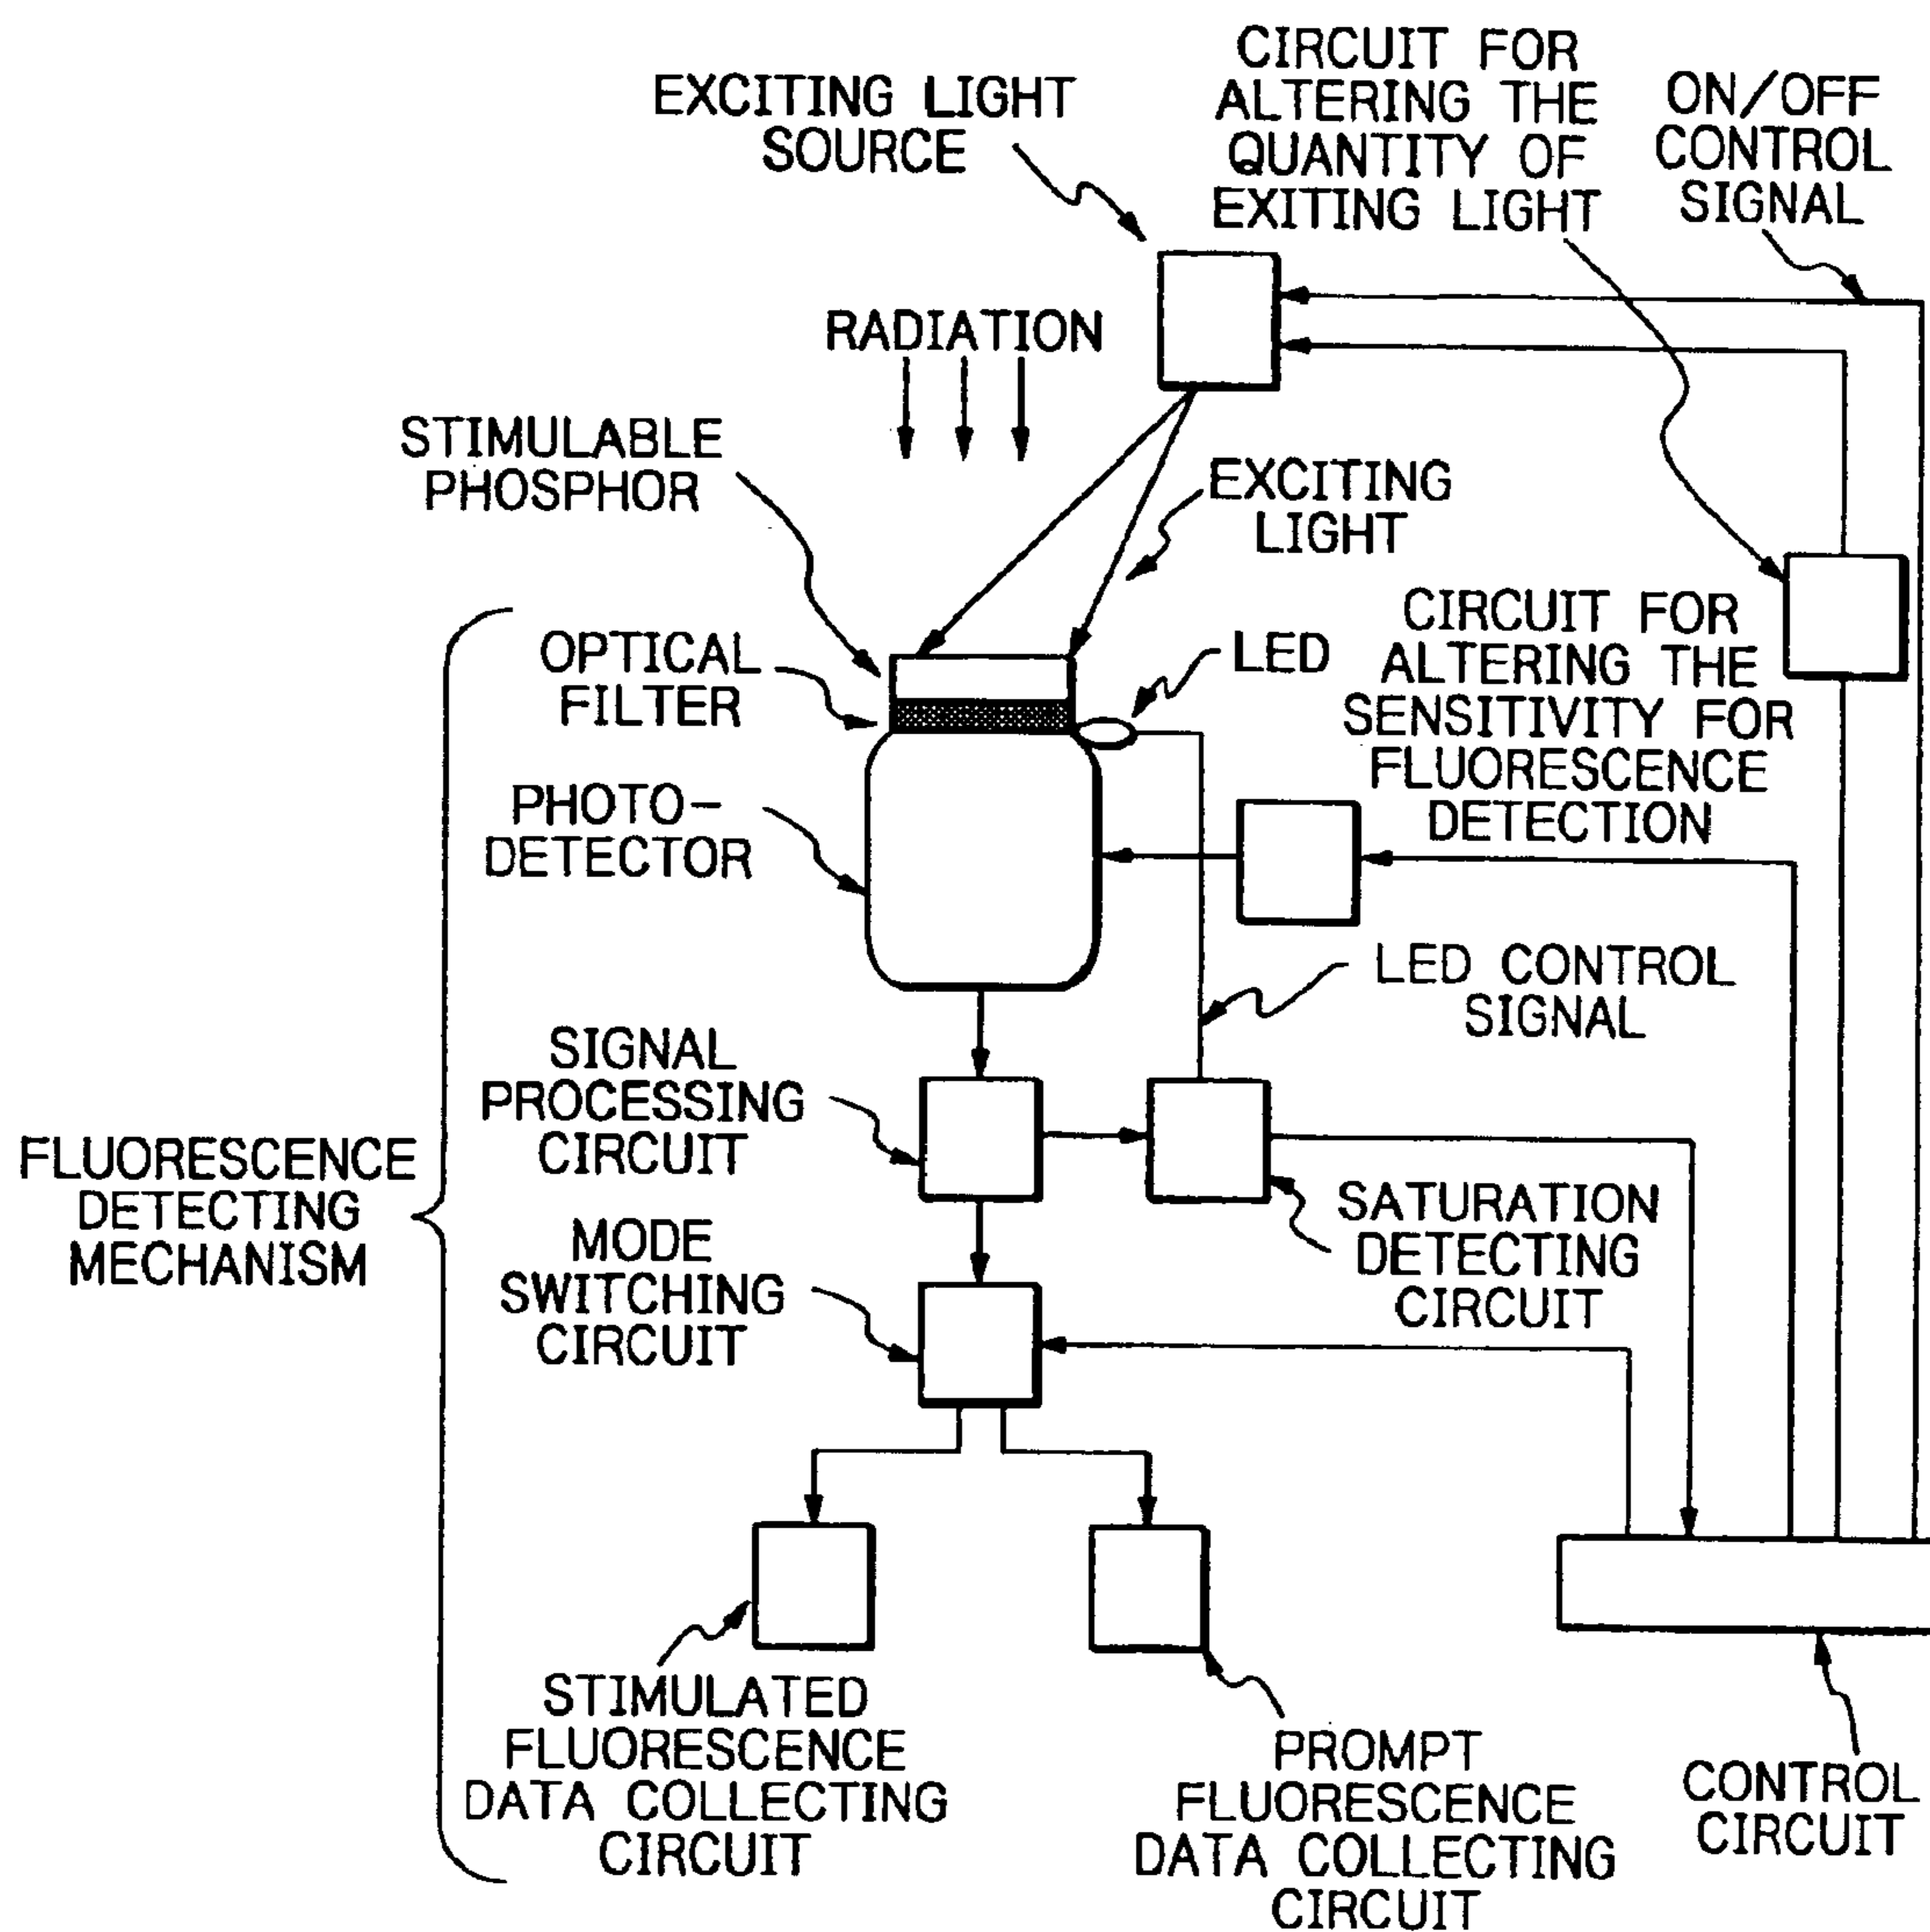 EXCITING LIGHT
SOURCE
CIRCUIT FOR
ALTERING THE
QUANTITY OF
EXITING LIGHT
ON/OFF
CONTROL
SIGNAL
RADIATION
STIMULABLE
PHOSPHOR
EXCITING
LIGHT
OPTICAL
FILTER
LED
CIRCUIT FOR
ALTERING THE
SENSITIVITY FOR
FLUORESCENCE
DETECTION
PHOTO-
DETECTOR
LED CONTROL
SIGNAL
SIGNAL
PROCESSING
CIRCUIT
FLUORESCENCE
DETECTING
MECHANISM
SATURATION
DETECTING
CIRCUIT
MODE
SWITCHING
CIRCUIT
STIMULATED
FLUORESCENCE
DATA COLLECTING
CIRCUIT
PROMPT
FLUORESCENCE
DATA COLLECTING
CIRCUIT
CONTROL
CIRCUIT